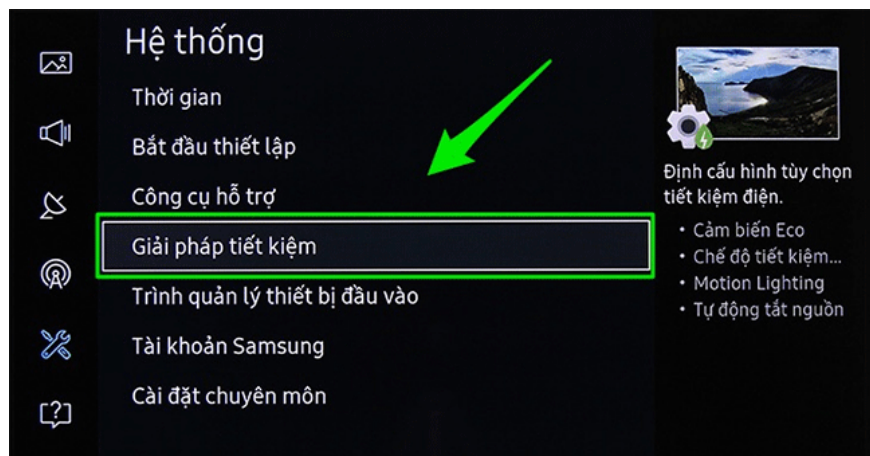 Hệ thống
Thời gian
Bắt đầu thiết lập
Công cụ hỗ trợ
Giải pháp tiết kiệm
Trình quản lý thiết bị đầu vào
Tài khoản Samsung
Cài đặt chuyên môn
Định cấu hình tùy chọn
tiết kiệm điện.
• Cảm biến Eco
• Chế độ tiết kiệm...
• Motion Lighting
• Tự động tắt nguồn